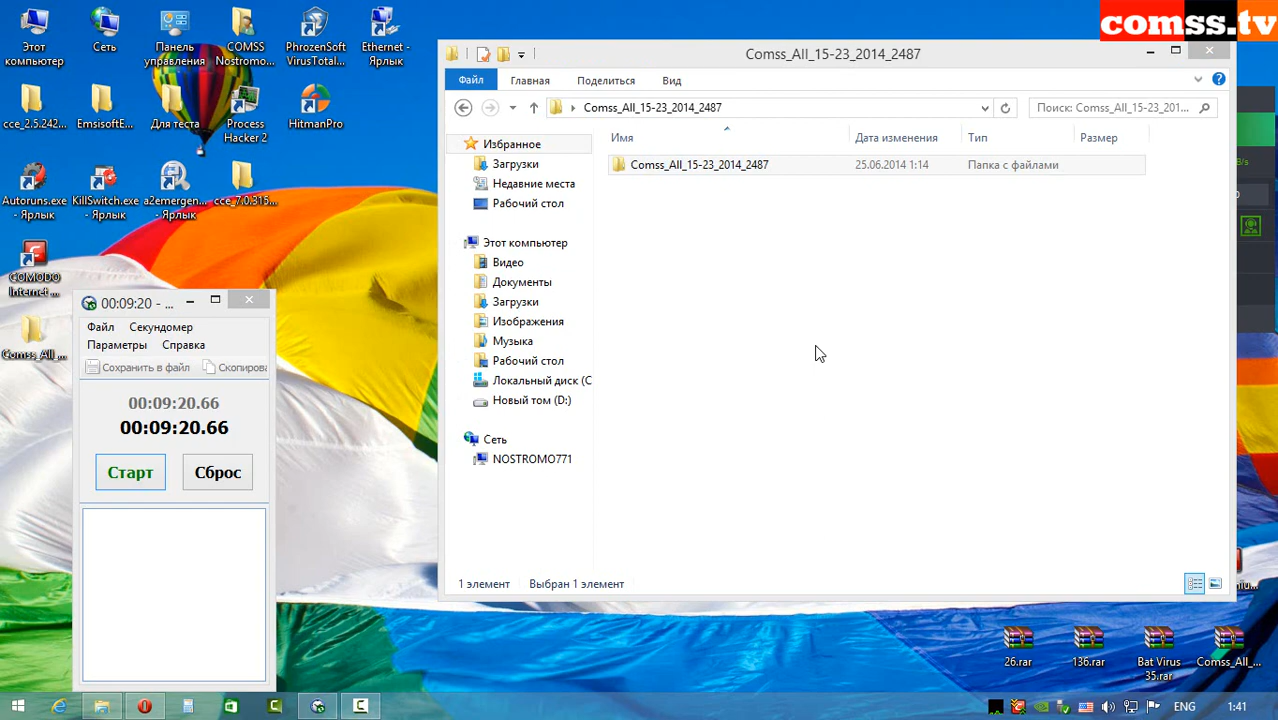 comss.tv
Этот
компьютер
Сеть
Панель
управления
COMSS
Nostromo...
PhrozenSoft
VirusTotal...
Ethernet -
Ярлык
cce_2.5.242...
EmsisoftE...
Для теста
Process
Hacker 2
HitmanPro
Autoruns.exe
- Ярлык
KillSwitch.exe
- Ярлык
a2emergen...
- Ярлык
cce_7.0.315...
COMODO
Internet ...
Comss_All_...
Comss_All_15-23_2014_2487
Файл
Главная
Поделиться
Вид
Comss_All_15-23_2014_2487
Поиск: Comss_All_15-23_201...
Имя
Дата изменения
Тип
Размер
Comss_All_15-23_2014_2487
25.06.2014 1:14
Папка с файлами
Избранное
Загрузки
Недавние места
Рабочий стол
Этот компьютер
Видео
Документы
Загрузки
Изображения
Музыка
Рабочий стол
Локальный диск (C
Новый том (D:)
Сеть
NOSTROMO771
1 элемент
Выбран 1 элемент
00:09:20 - ...
Файл
Секундомер
Параметры
Справка
Сохранить в файл
Скопирова
00:09:20.66
00:09:20.66
Старт
Сброс
26.rar
136.rar
Bat Virus
35.rar
Comss_All_...
ENG
1:41